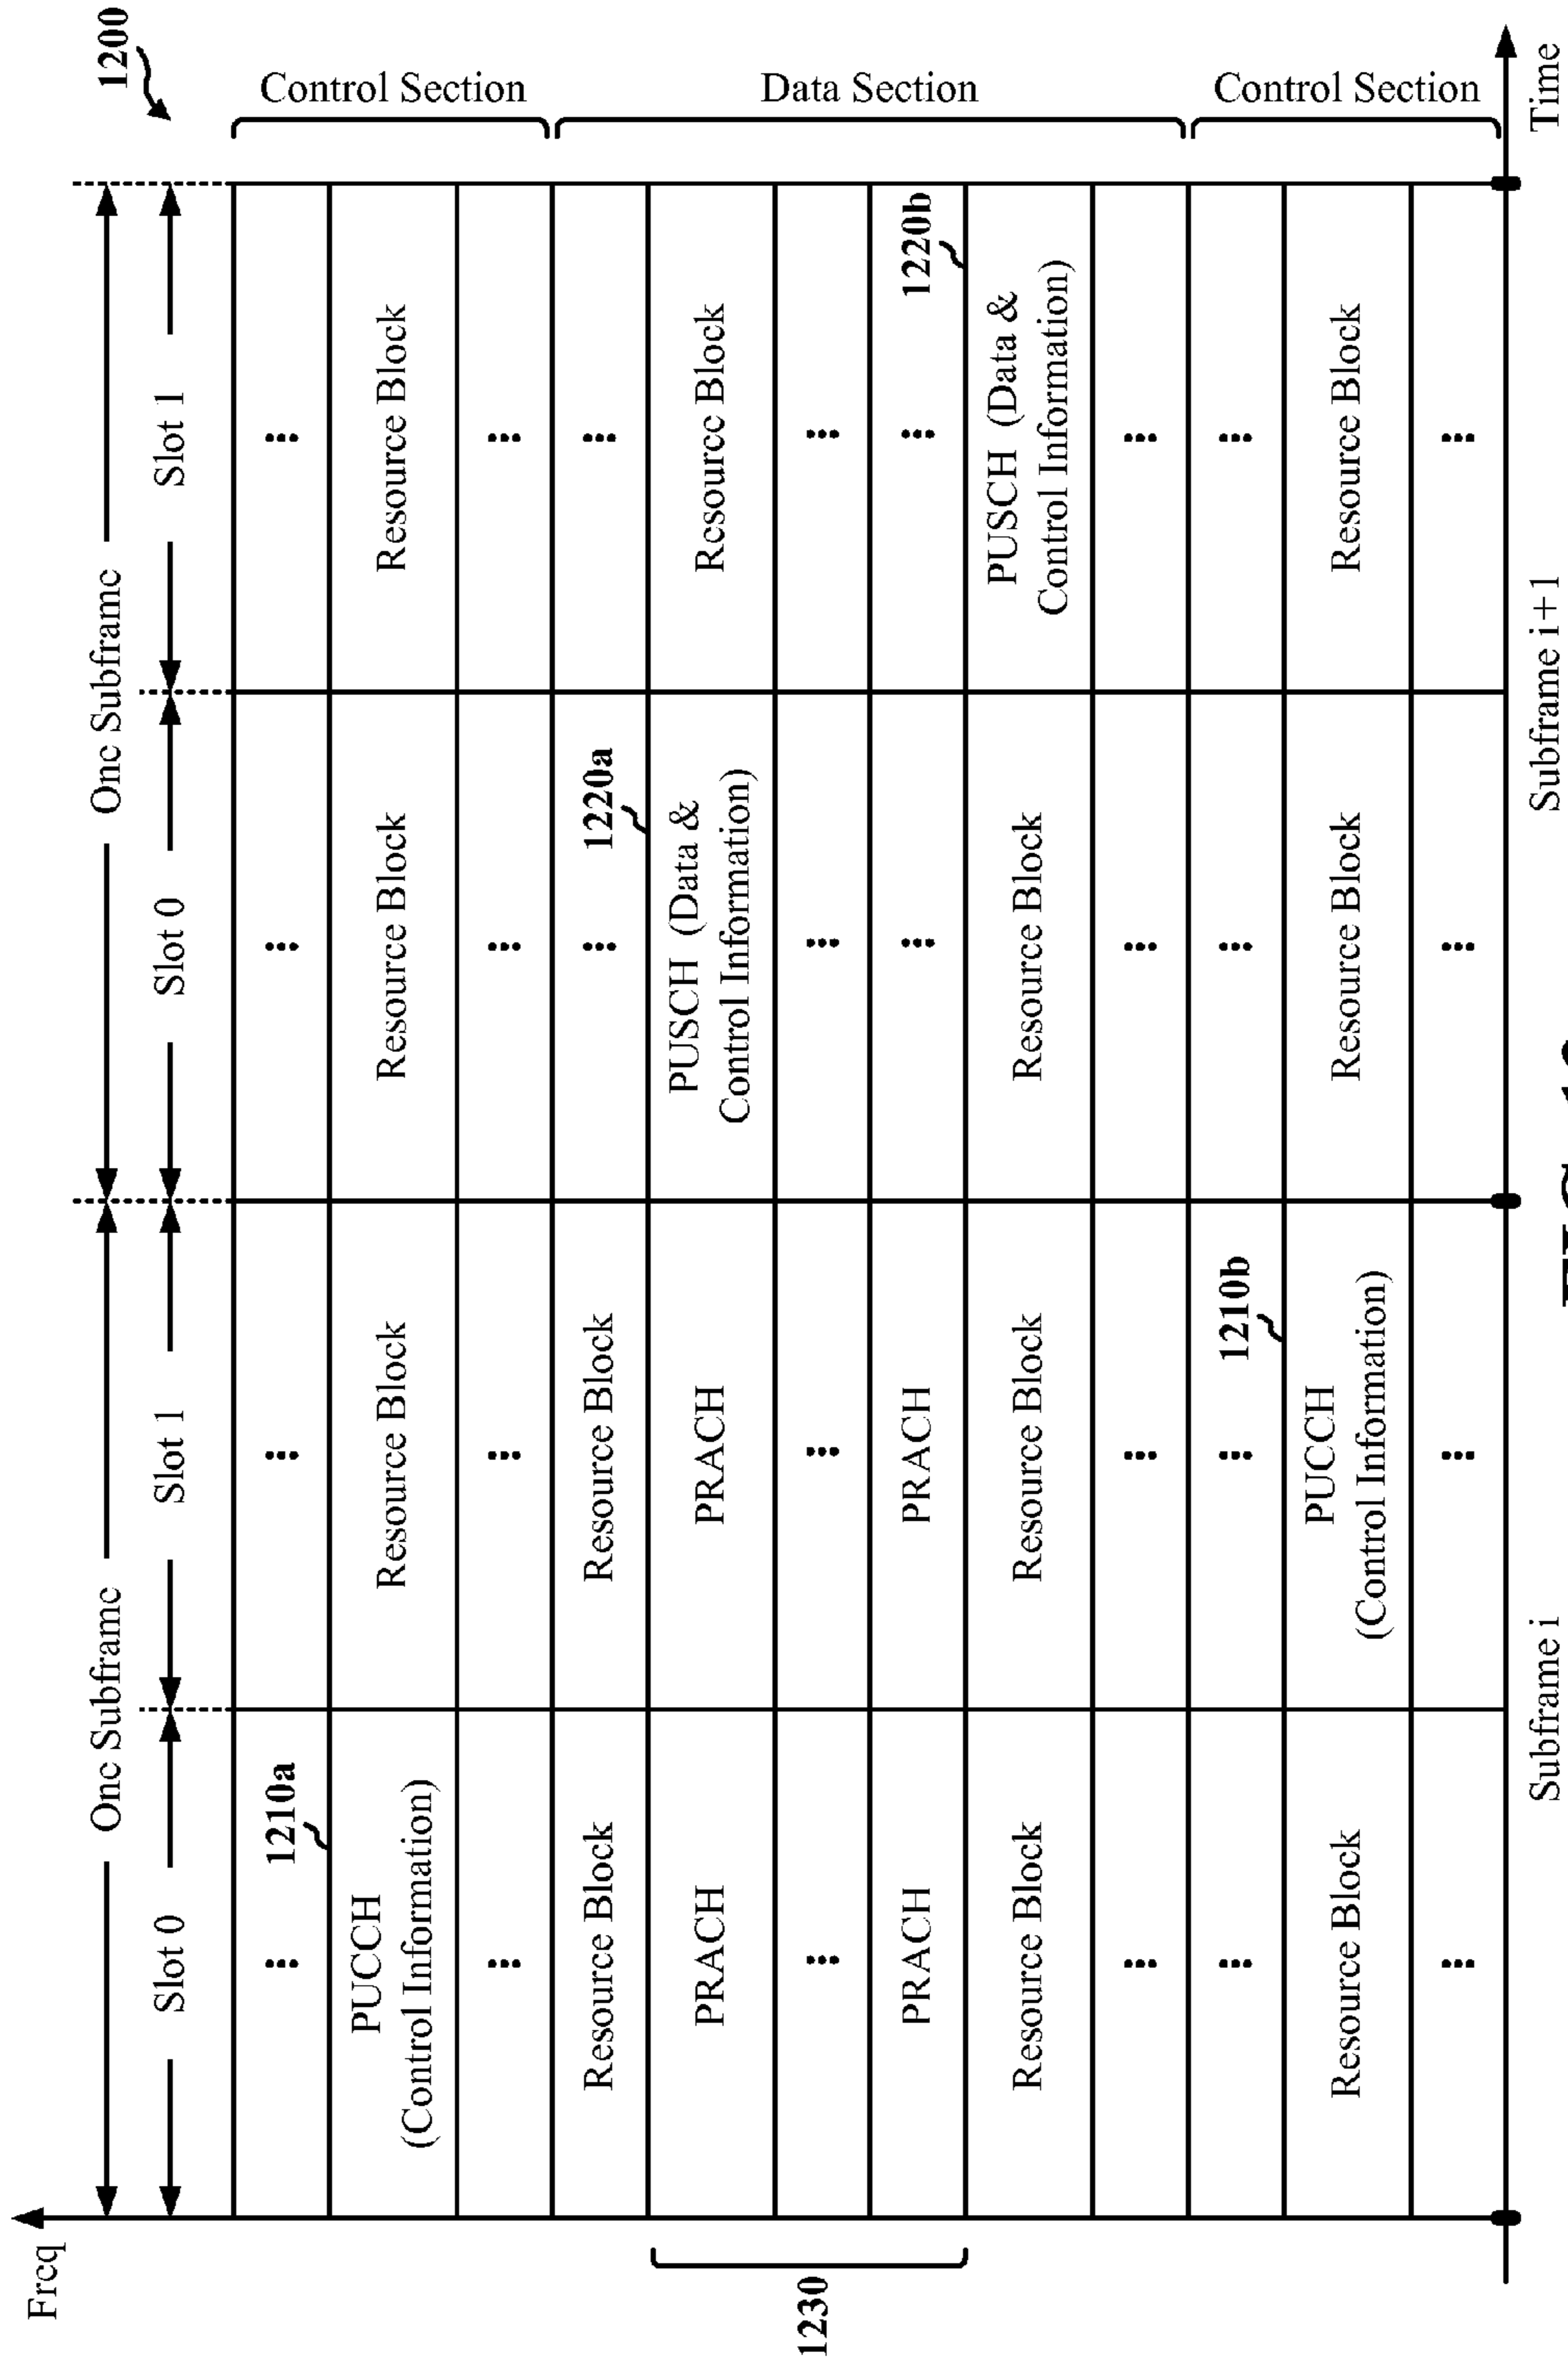 1200
Freq
One Subframe
One Subframe
Slot 0
Slot 1
Slot 0
Slot 1
1210a
...
...
...
...
Control Section
PUCCH
(Control Information)
Resource Block
Resource Block
Resource Block
...
...
...
...
1220a
Resource Block
Resource Block
...
...
Data Section
1230
PRACH
PRACH
PUSCH (Data &
Control Information)
Resource Block
...
...
...
...
1220b
PRACH
PRACH
...
...
Resource Block
Resource Block
Resource Block
PUSCH (Data &
Control Information)
...
...
...
...
1210b
...
...
...
...
Control Section
Resource Block
PUCCH
(Control Information)
Resource Block
Resource Block
...
...
...
...
Subframe i
Subframe i+1
Time